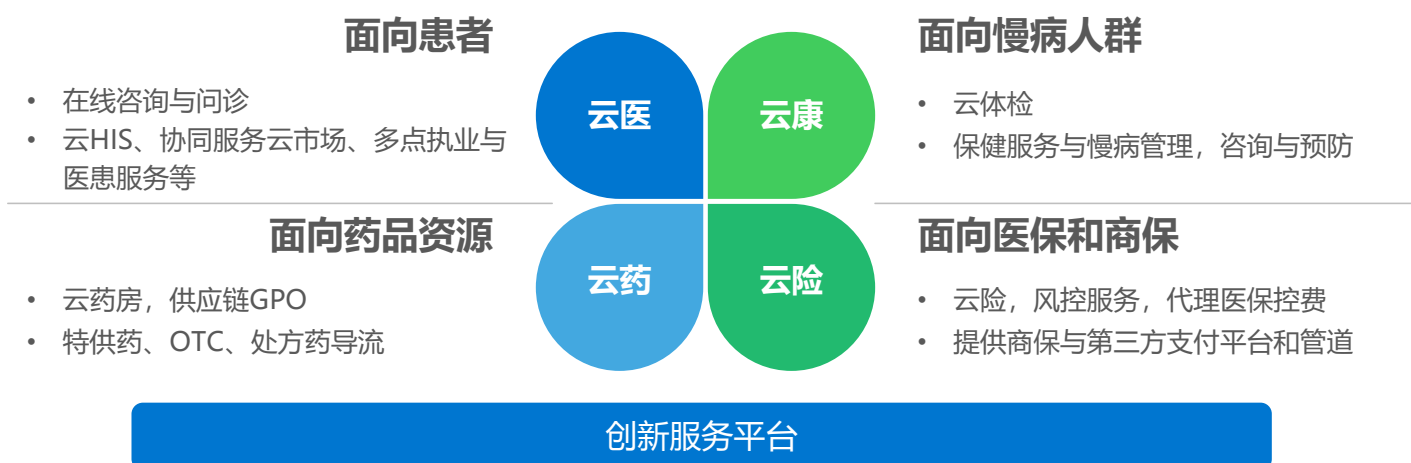 面向患者
• 在线咨询与问诊
• 云HIS、协同服务云市场、多点执业与
医患服务等
云医
云康
面向慢病人群
• 云体检
• 保健服务与慢病管理，咨询与预防
面向药品资源
• 云药房，供应链GPO
• 特供药、OTC、处方药导流
云药
云险
面向医保和商保
• 云险，风控服务，代理医保控费
• 提供商保与第三方支付平台和管道
创新服务平台